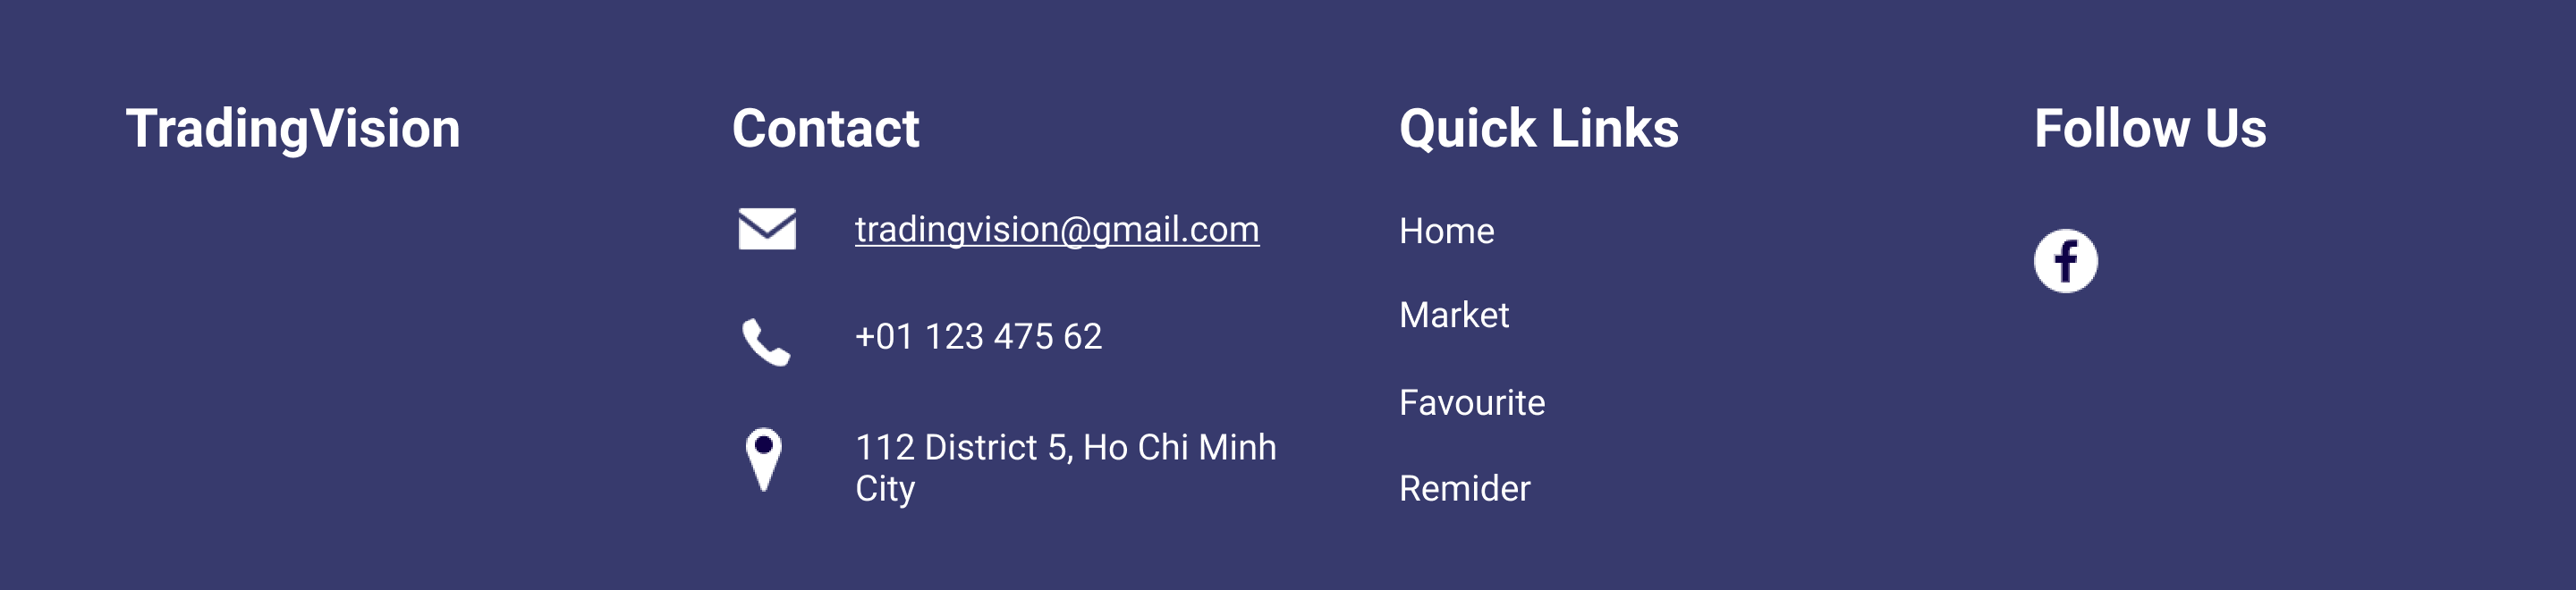 TradingVision
Contact
tradingvision@gmail.com
+01 123 475 62
112 District 5, Ho Chi Minh
City
Quick Links
Home
Market
Favourite
Remider
Follow Us